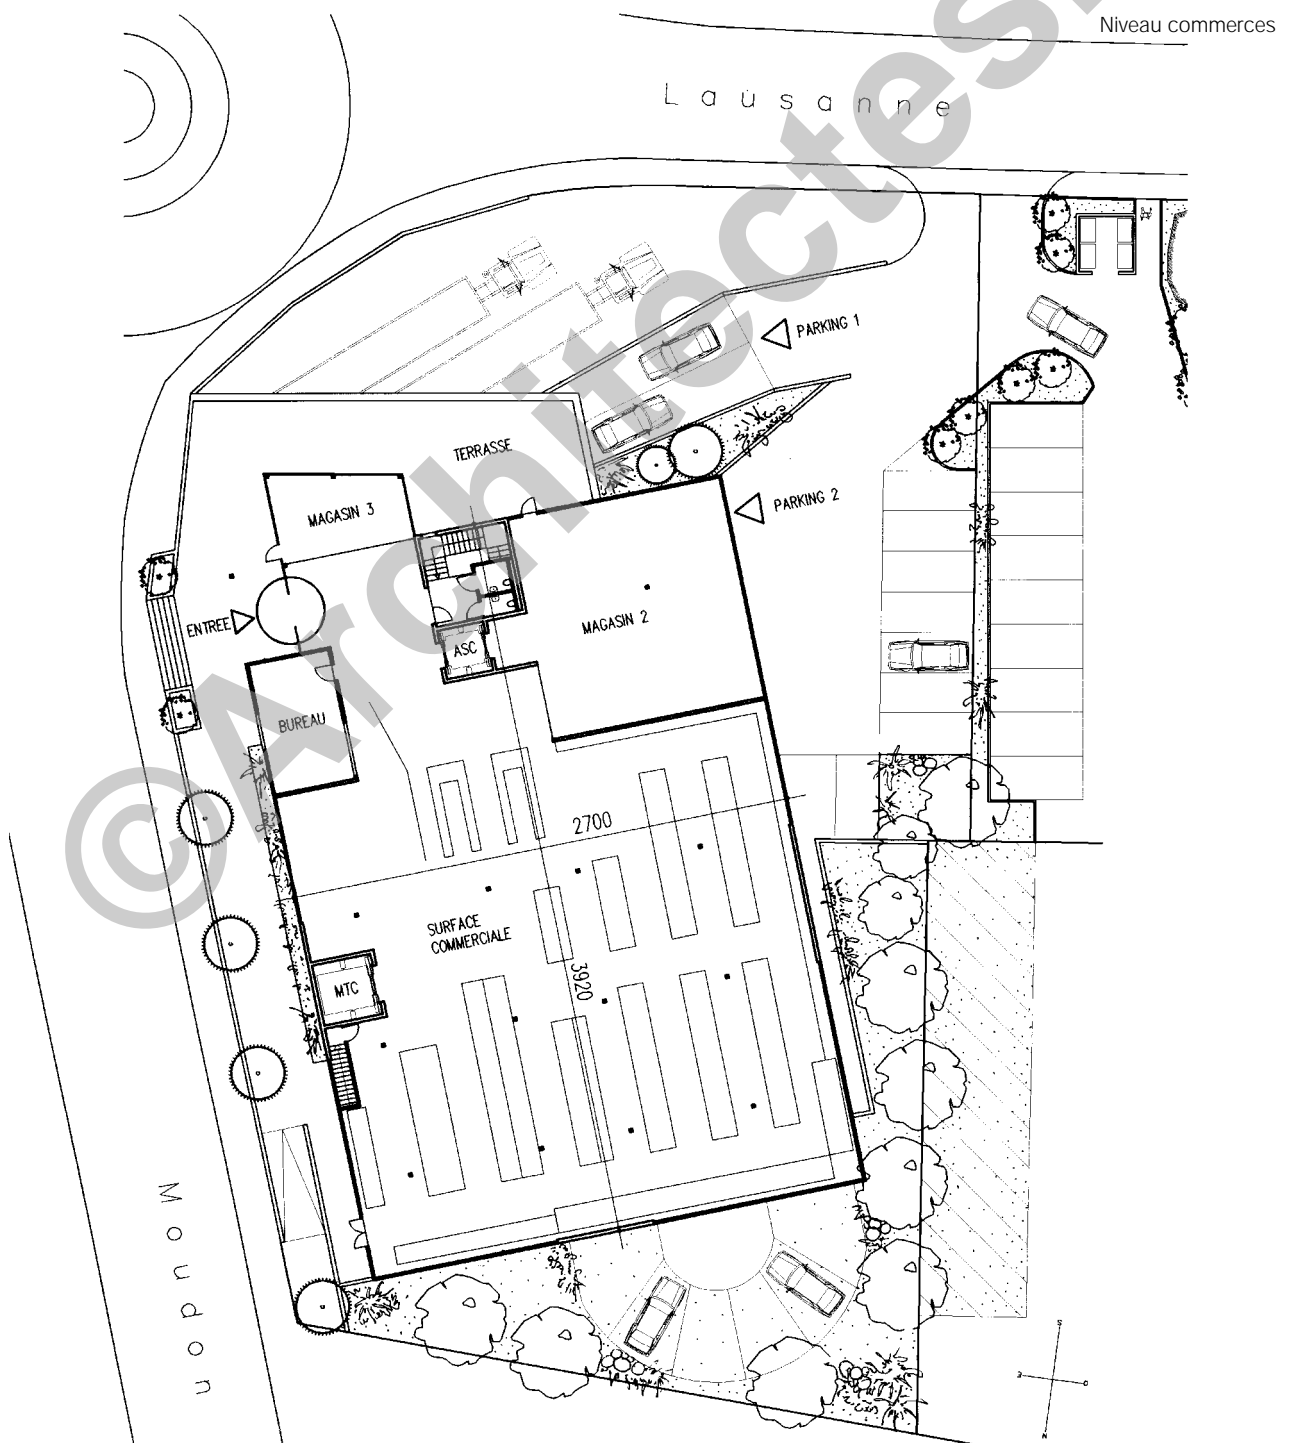 Niveau commerces
Lausanne
PARKING 1
TERRASSE
PARKING 2
MAGASIN 3
ENTREE
MAGASIN 2
ASC
BUREAU
2700
SURFACE
COMMERCIALE
3920
MTC
Moudon
S
O
N
©Architectes